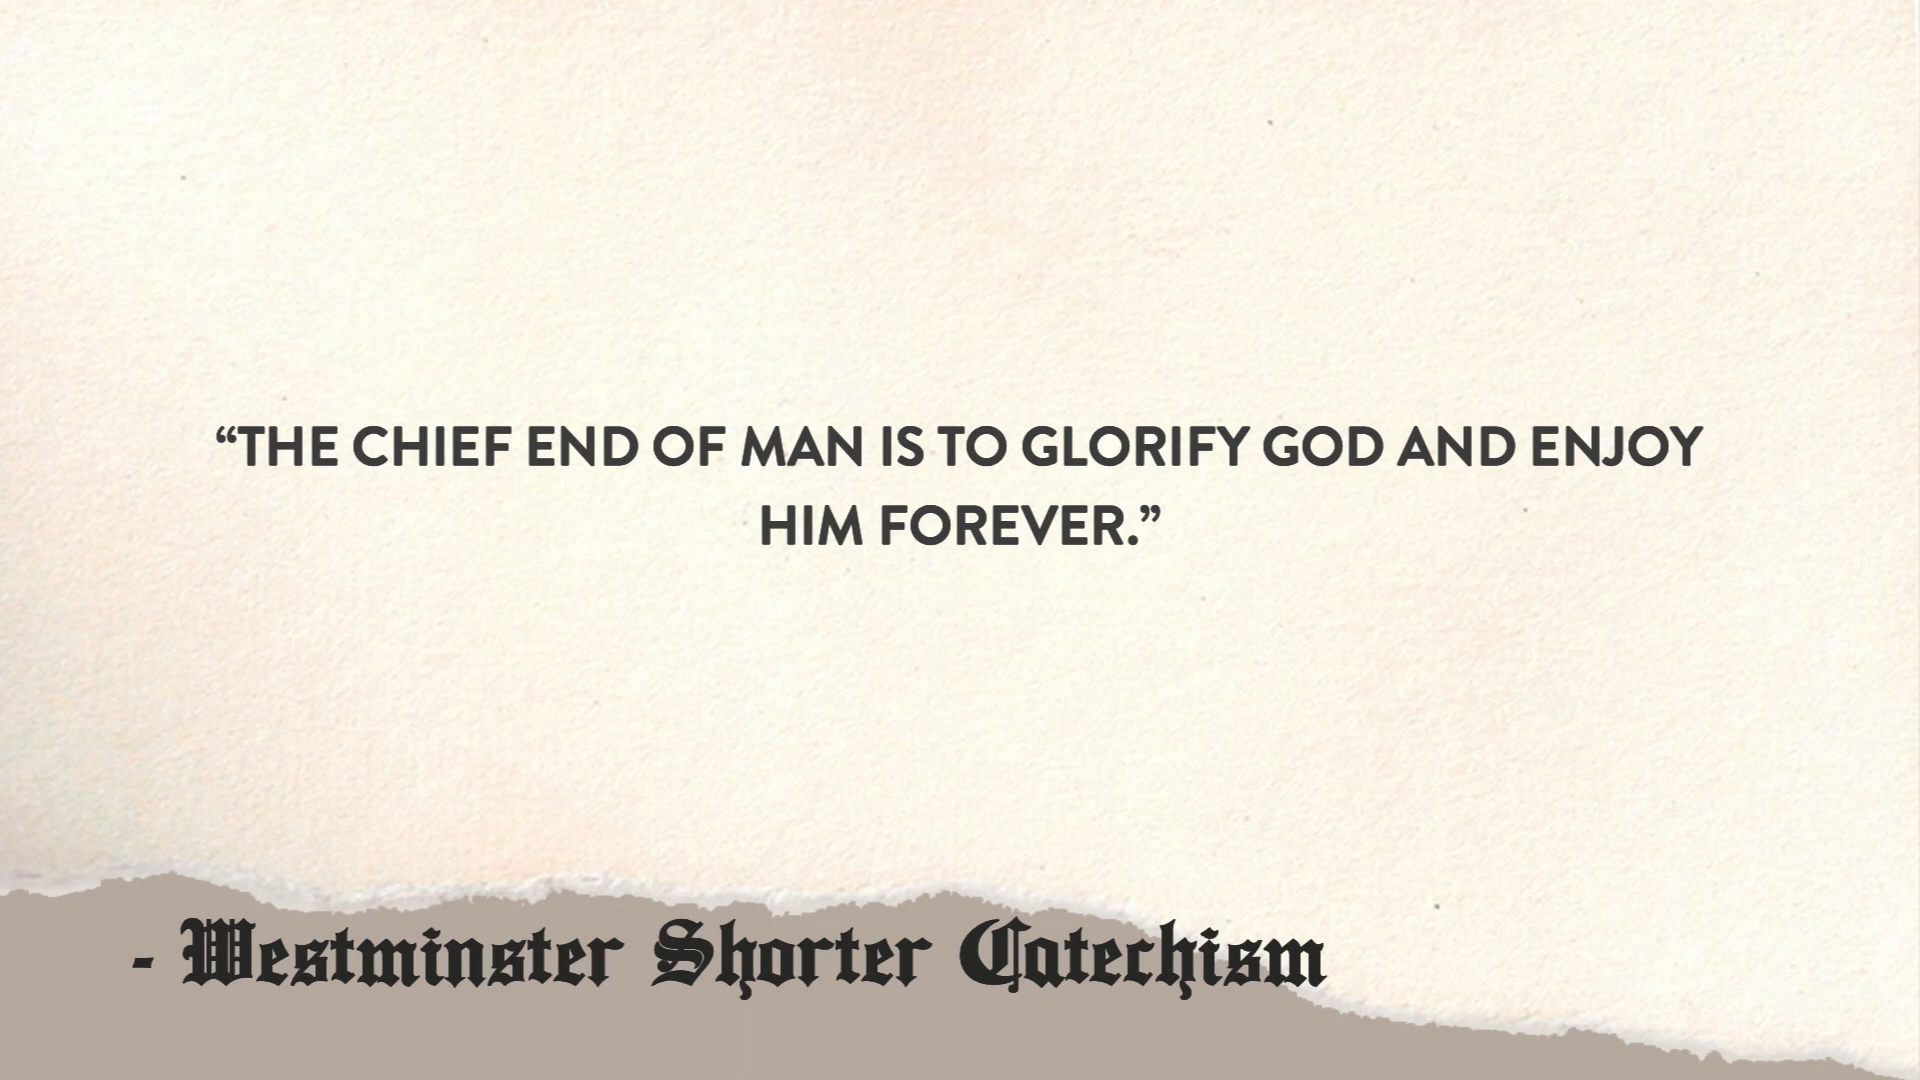 “THE CHIEF END OF MAN IS TO GLORIFY GOD AND ENJOY
HIM FOREVER.”
- Westminster Shorter Catechism